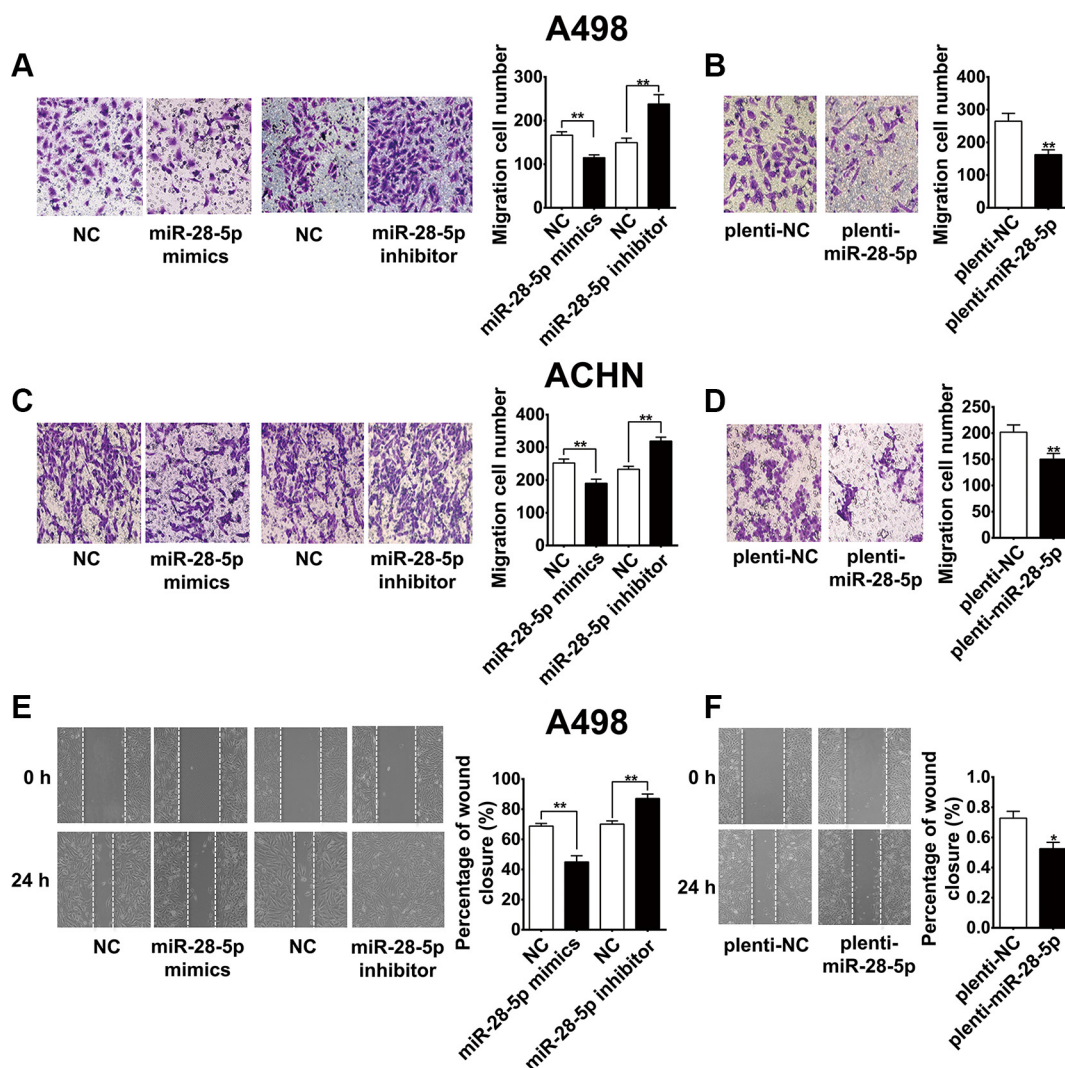 A498
A
NC
miR-28-5p
mimics
NC
miR-28-5p
inhibitor
Migration cell number
300
200
100
0
**
**
NC
miR-28-5p mimics
NC
miR-28-5p inhibitor
B
plenti-NC
plenti-
miR-28-5p
Migration cell number
400
300
200
100
0
**
plenti-NC
plenti-miR-28-5p
ACHN
C
NC
miR-28-5p
mimics
NC
miR-28-5p
inhibitor
Migration cell number
400
300
200
100
0
**
**
NC
miR-28-5p mimics
NC
miR-28-5p inhibitor
D
plenti-NC
plenti-
miR-28-5p
Migration cell number
250
200
150
100
50
0
**
plenti-NC
plenti-miR-28-5p
A498
E
0 h
24 h
NC
miR-28-5p
mimics
NC
miR-28-5p
inhibitor
Percentage of wound
closure (%)
100
80
60
40
20
0
**
**
NC
miR-28-5p mimics
NC
miR-28-5p inhibitor
F
0 h
24 h
plenti-NC
plenti-
miR-28-5p
Percentage of wound
closure (%)
1.0
0.8
0.6
0.4
0.2
0.0
*
plenti-NC
plenti-miR-28-5p